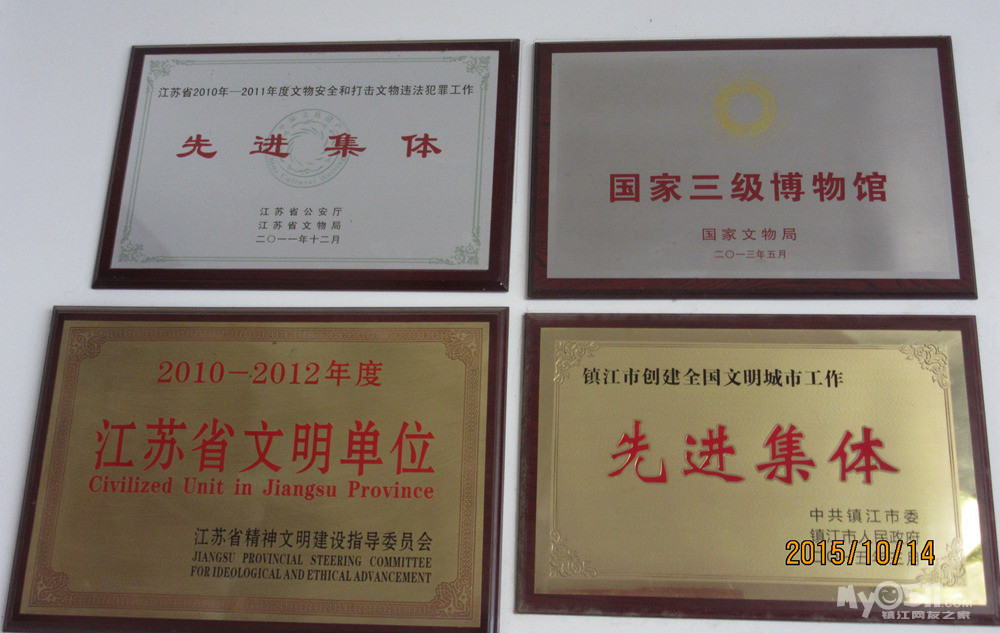 江苏省2010年—2011年度文物安全和打击文物违法犯罪工作
先进集体
江苏省公安厅
江苏省文物局
二〇一一年十二月
国家三级博物馆
国家文物局
二〇一三年五月
2010－2012年度
江苏省文明单位
Civilized Unit in Jiangsu Province
江苏省精神文明建设指导委员会
JIANGSU PROVINCIAL STEERING COMMITTEE
FOR IDEOLOGICAL AND ETHICAL ADVANCEMENT
镇江市创建全国文明城市工作
先进集体
中共镇江市委
镇江市人民政府
2015/10/14
镇江网友之家